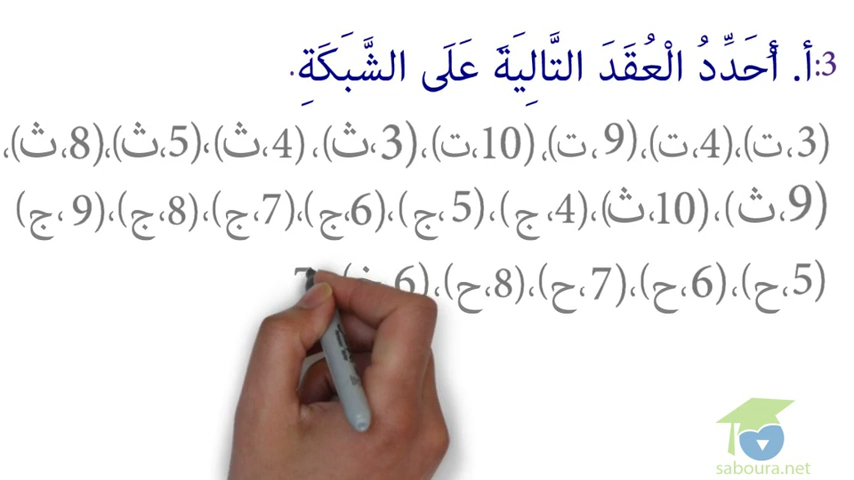 3: أ. أُحَدِّدُ الْعُقَدَ التَّالِيَةَ عَلَى الشَّبَكَةِ.
(3،ت)،(4،ت)،(9،ت)،(10،ت)،(3،ث)،(4،ث)،(5،ث)،(8،ث)،
(9،ث)،(10،ث)،(4،ج)،(5،ج)،(6،ج)،(7،ج)،(8،ج)،(9،ج)
(5،ح)،(6،ح)،(7،ح)،(8،ح)،(6،
saboura.net